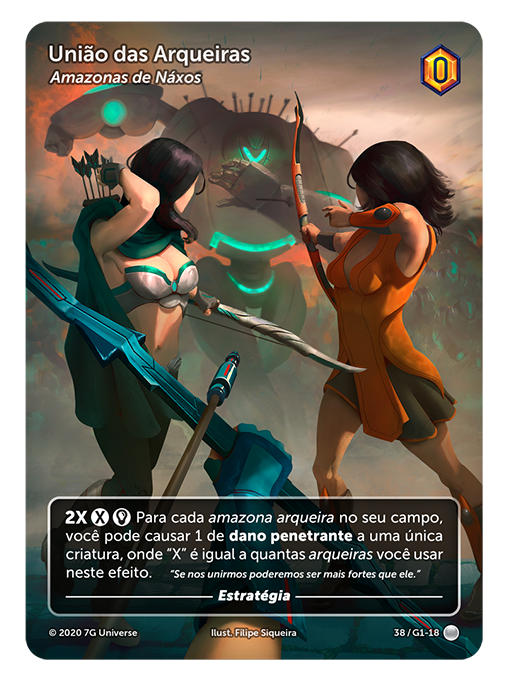 União das Arqueiras
Amazonas de Náxos
0
2X X Para cada amazona arqueira no seu campo,
você pode causar 1 de dano penetrante a uma única
criatura, onde “X” é igual a quantas arqueiras você usar
neste efeito. “Se nos unirmos poderemos ser mais fortes que ele.”
Estratégia
© 2020 7G Universe Ilust. Filipe Siqueira 38 / G1-18